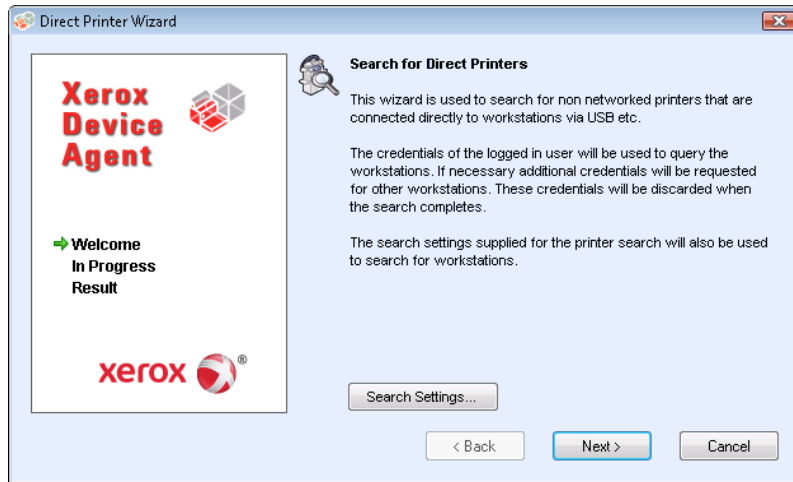 Direct Printer Wizard
Xerox
Device
Agent
Welcome
In Progress
Result
xerox ®
Search for Direct Printers
This wizard is used to search for non networked printers that are
connected directly to workstations via USB etc.
The credentials of the logged in user will be used to query the
workstations. If necessary additional credentials will be requested
for other workstations. These credentials will be discarded when
the search completes.
The search settings supplied for the printer search will also be used
to search for workstations.
Search Settings...
< Back
Next >
Cancel